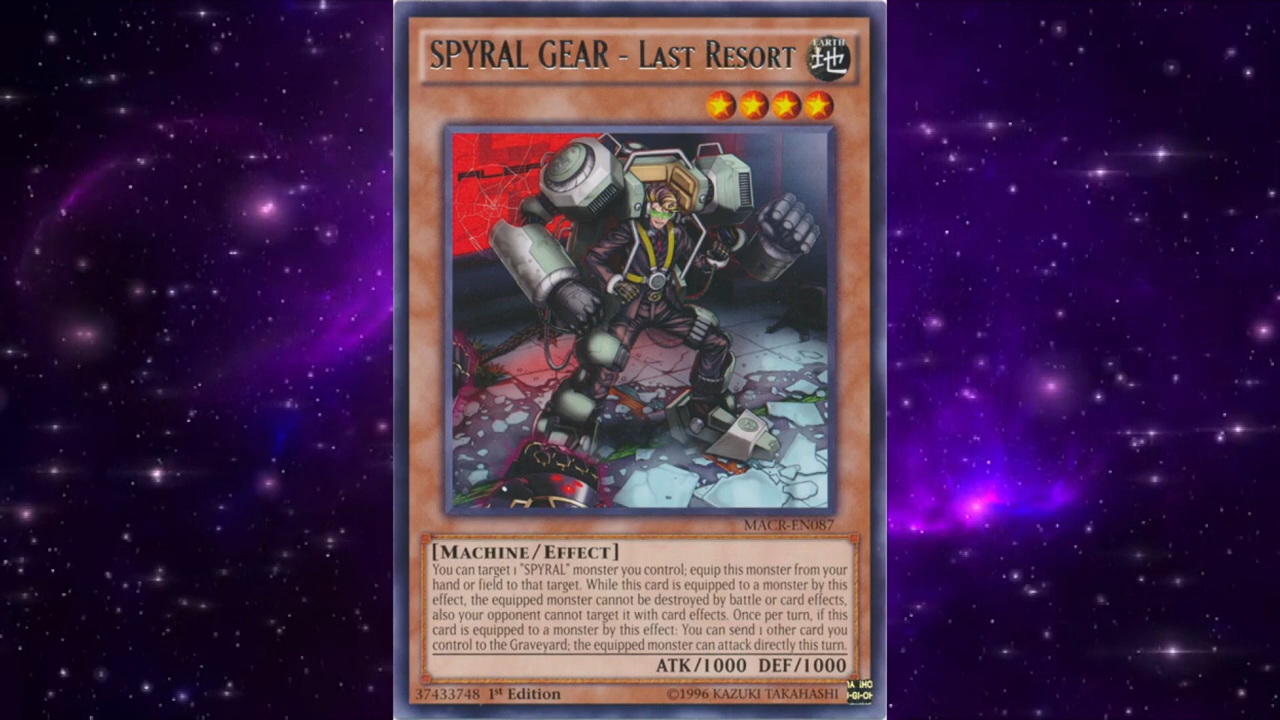 SPYRAL GEAR - LAST RESORT
EARTH
地
MACR-EN087
[MACHINE/EFFECT]
You can target 1 "SPYRAL" monster you control; equip this monster from your
hand or field to that target. While this card is equipped to a monster by this
effect, the equipped monster cannot be destroyed by battle or card effects,
also your opponent cannot target it with card effects. Once per turn, if this
card is equipped to a monster by this effect: You can send 1 other card you
control to the Graveyard; the equipped monster can attack directly this turn.
ATK/1000 DEF/1000
37433748 1st Edition ©1996 KAZUKI TAKAHASHI